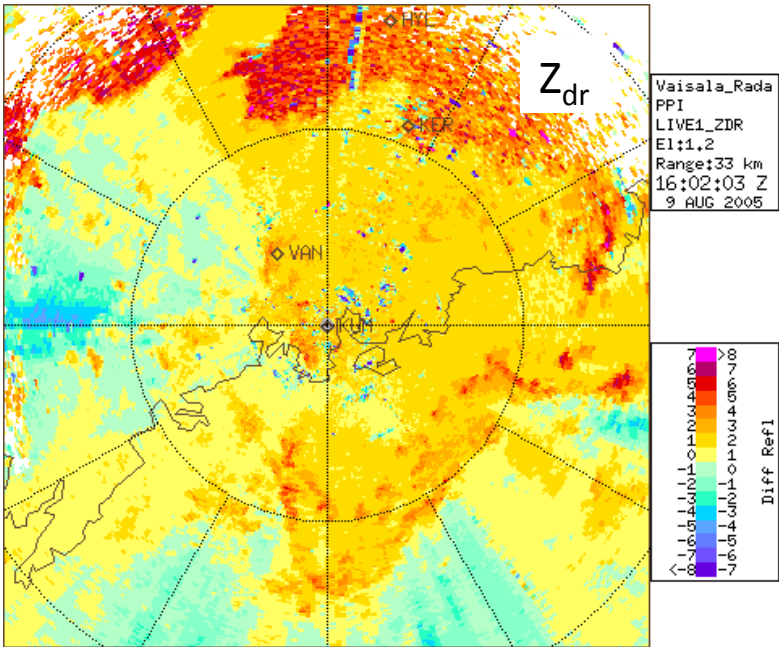 HYL
Zdr
KER
VAN
KUM
Vaisala_Rada
PPI
LIVE1_ZDR
El:1.2
Range:33 km
16:02:03 Z
9 AUG 2005
7 >8
6 7
5 6
4 5
3 4
2 3
1 2
0 1
-1 0
-2 -1
-3 -2
-4 -3
-5 -4
-6 -5
-7 -6
<-8 -7
Diff Refl